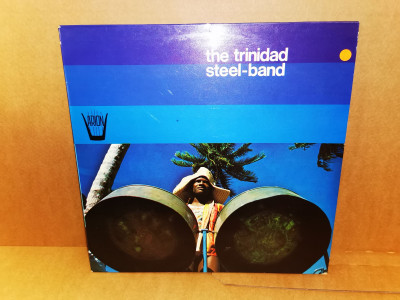 the trinidad
steel-band
ARION